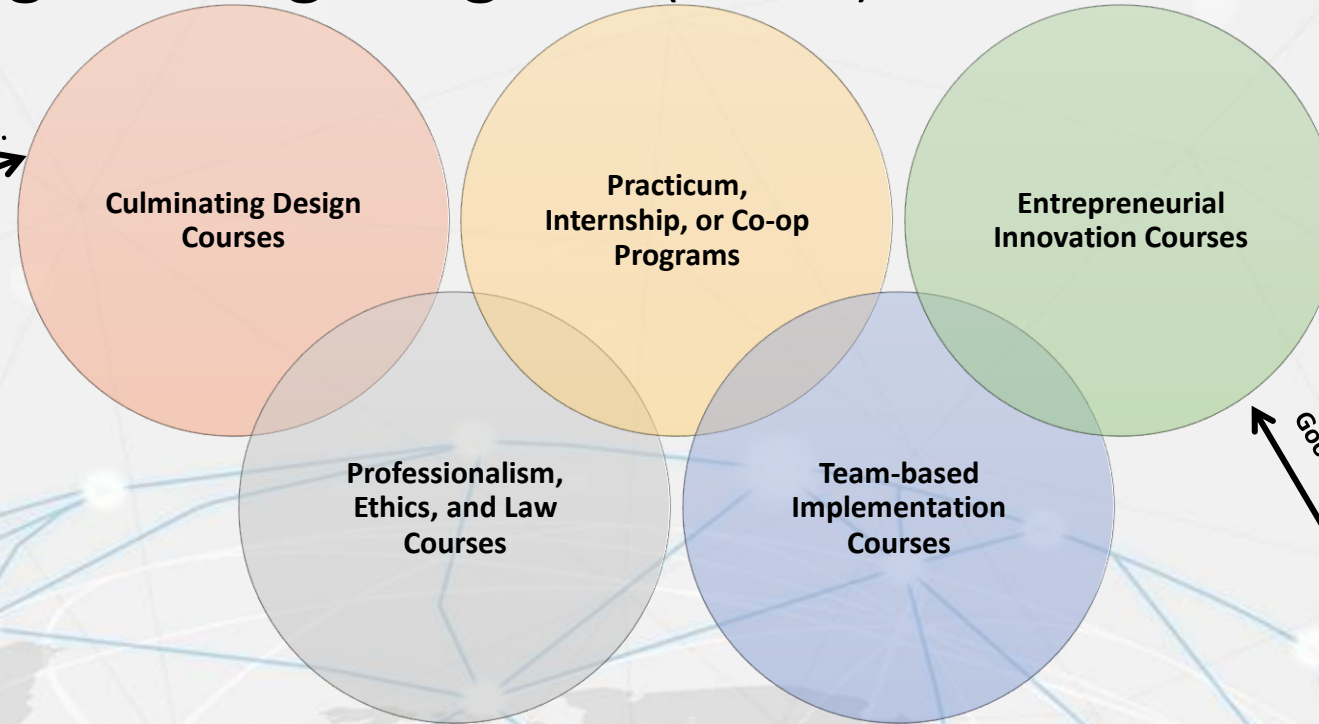 Culminating Design
Courses
Practicum,
Internship, or Co-op
Programs
Entrepreneurial
Innovation Courses
Professionalism,
Ethics, and Law
Courses
Team-based
Implementation
Courses